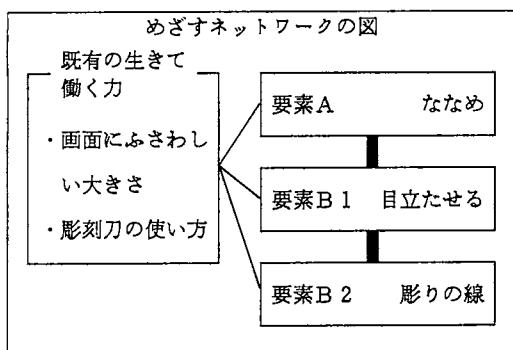 めざすネットワークの図
既有の生きて
働く力
・画面にふさわし
い大きさ
・彫刻刀の使い方
要素A ななめ
要素B1 目立たせる
要素B2 彫りの線